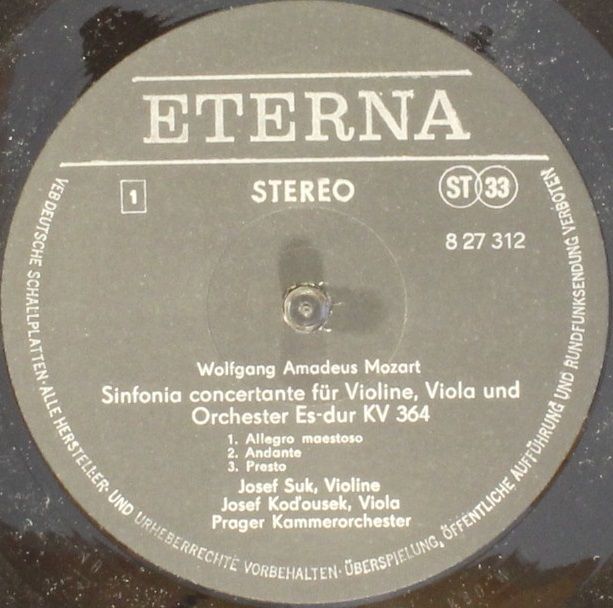 ETERNA
1
STEREO
ST 33
8 27 312
Wolfgang Amadeus Mozart
Sinfonia concertante für Violine, Viola und
Orchester Es-dur KV 364
1. Allegro maestoso
2. Andante
3. Presto
Josef Suk, Violine
Josef Koďousek, Viola
Prager Kammerorchester
VEB DEUTSCHE SCHALLPLATTEN · ALLE HERSTELLER- UND URHEBERRECHTE VORBEHALTEN · ÜBERSPIELUNG, ÖFFENTLICHE AUFFÜHRUNG UND RUNDFUNKSENDUNG VERBOTEN